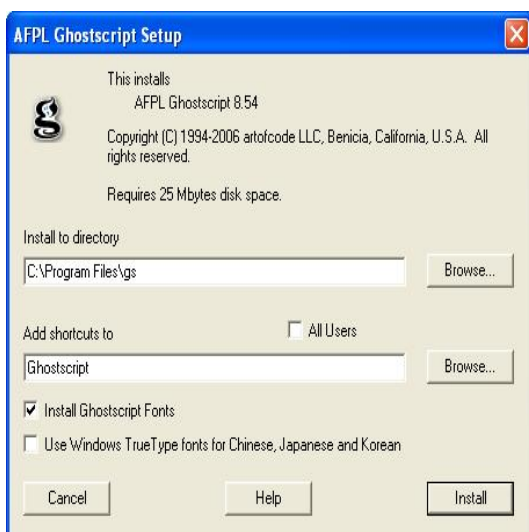 AFPL Ghostscript Setup
This installs
AFPL Ghostscript 8.54
Copyright (C) 1994-2006 artofcode LLC, Benicia, California, U.S.A. All
rights reserved.
Requires 25 Mbytes disk space.
Install to directory
C:\Program Files\gs
Browse...
Add shortcuts to
All Users
Ghostscript
Browse...
Install Ghostscript Fonts
Use Windows TrueType fonts for Chinese, Japanese and Korean
Cancel
Help
Install